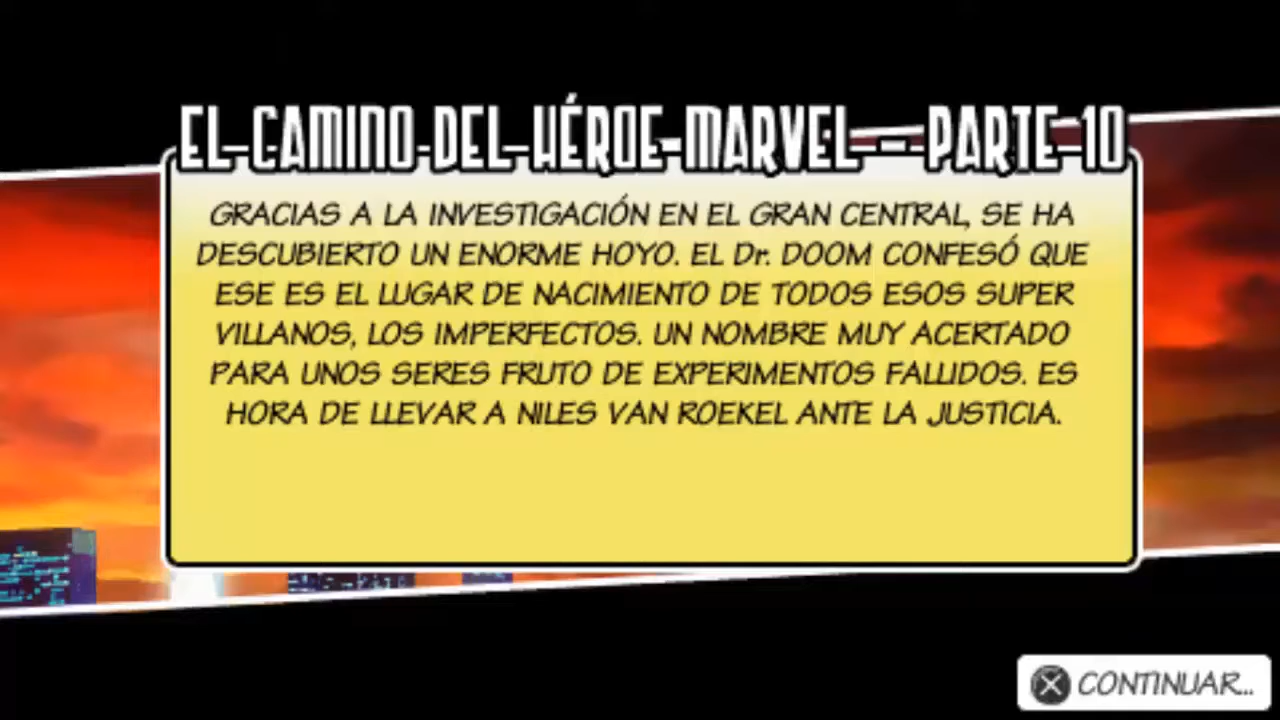 EL CAMINO DEL HÉROE MARVEL - PARTE 10
GRACIAS A LA INVESTIGACIÓN EN EL GRAN CENTRAL, SE HA
DESCUBIERTO UN ENORME HOYO. EL Dr. DOOM CONFESÓ QUE
ESE ES EL LUGAR DE NACIMIENTO DE TODOS ESOS SUPER
VILLANOS, LOS IMPERFECTOS. UN NOMBRE MUY ACERTADO
PARA UNOS SERES FRUTO DE EXPERIMENTOS FALLIDOS. ES
HORA DE LLEVAR A NILES VAN ROEKEL ANTE LA JUSTICIA.
CONTINUAR...